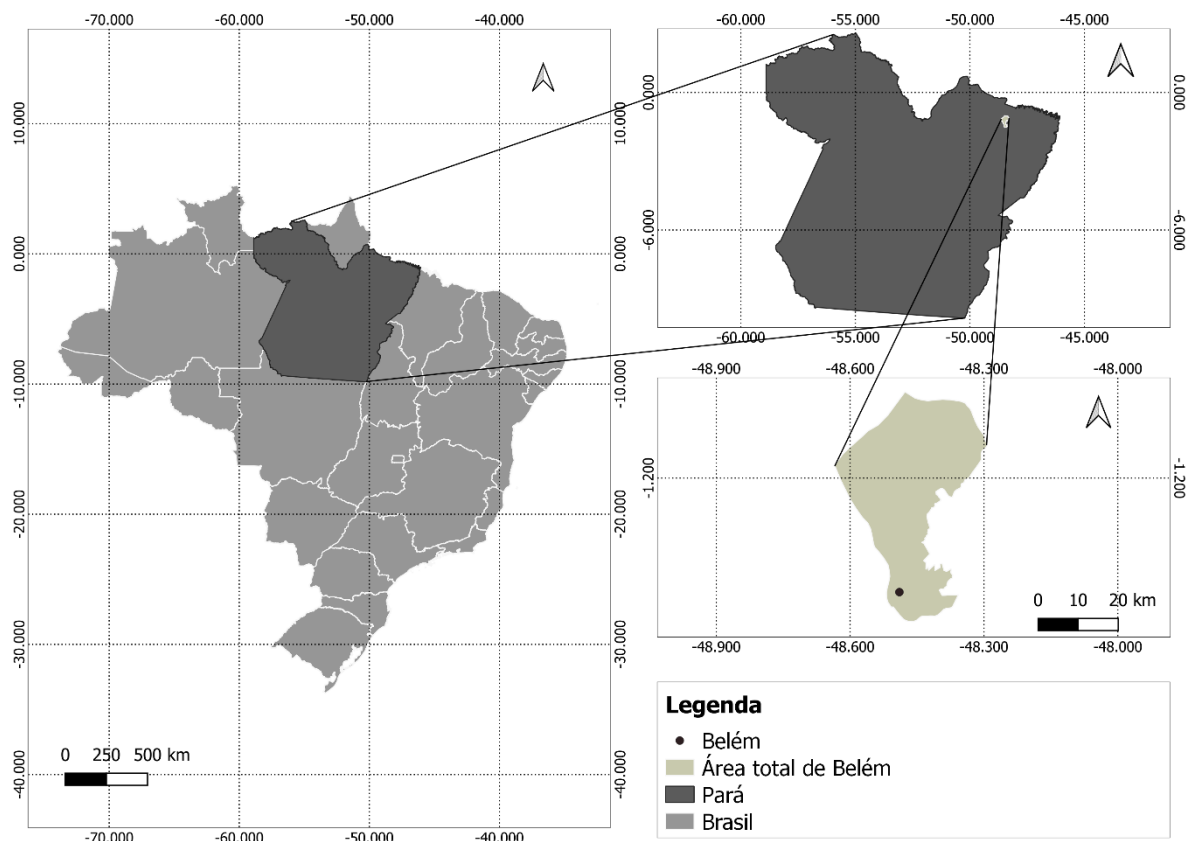 -70.000 -60.000 -50.000 -40.000
10.000 10.000
0.000 0.000
-10.000 -10.000
-20.000 -20.000
-30.000 -30.000
-40.000 -40.000
0 250 500 km
-70.000 -60.000 -50.000 -40.000
-60.000 -55.000 -50.000 -45.000
0.000 0.000
-6.000 -6.000
-60.000 -55.000 -50.000 -45.000
-48.900 -48.600 -48.300 -48.000
-1.200 -1.200
0 10 20 km
-48.900 -48.600 -48.300 -48.000
Legenda
Belém
Área total de Belém
Pará
Brasil